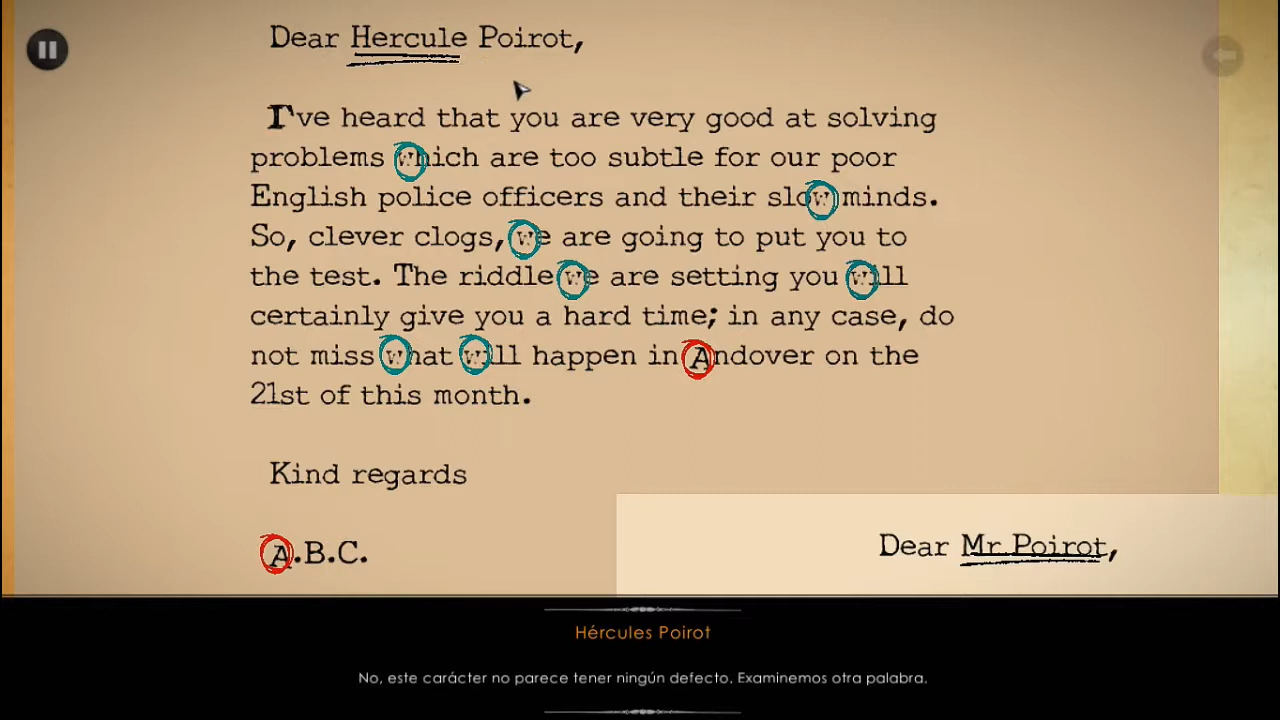 Dear Hercule Poirot,
I've heard that you are very good at solving
problems which are too subtle for our poor
English police officers and their slow minds.
So, clever clogs, we are going to put you to
the test. The riddle we are setting you will
certainly give you a hard time; in any case, do
not miss what will happen in Andover on the
21st of this month.
Kind regards
A.B.C.
Dear Mr Poirot,
Hércules Poirot
No, este carácter no parece tener ningún defecto. Examinemos otra palabra.